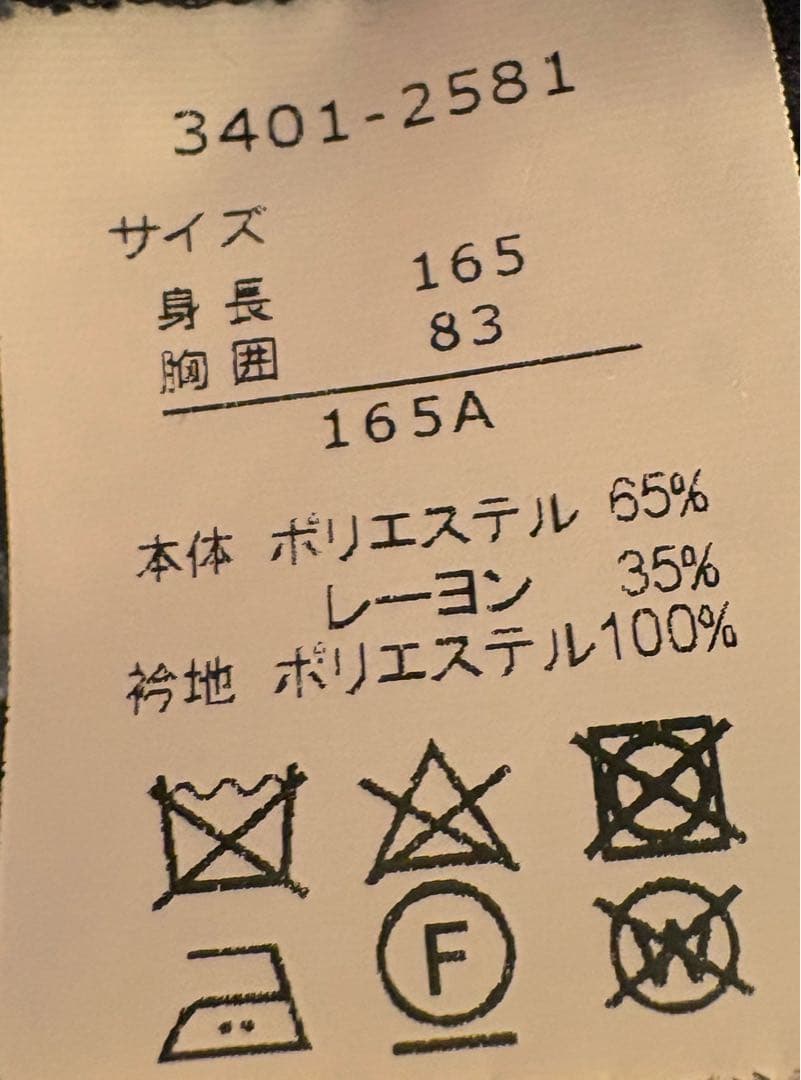 3401-2581
サイズ
身長 165
胸囲 83
165A
本体 ポリエステル 65%
レーヨン 35%
衿地 ポリエステル100%
F
W